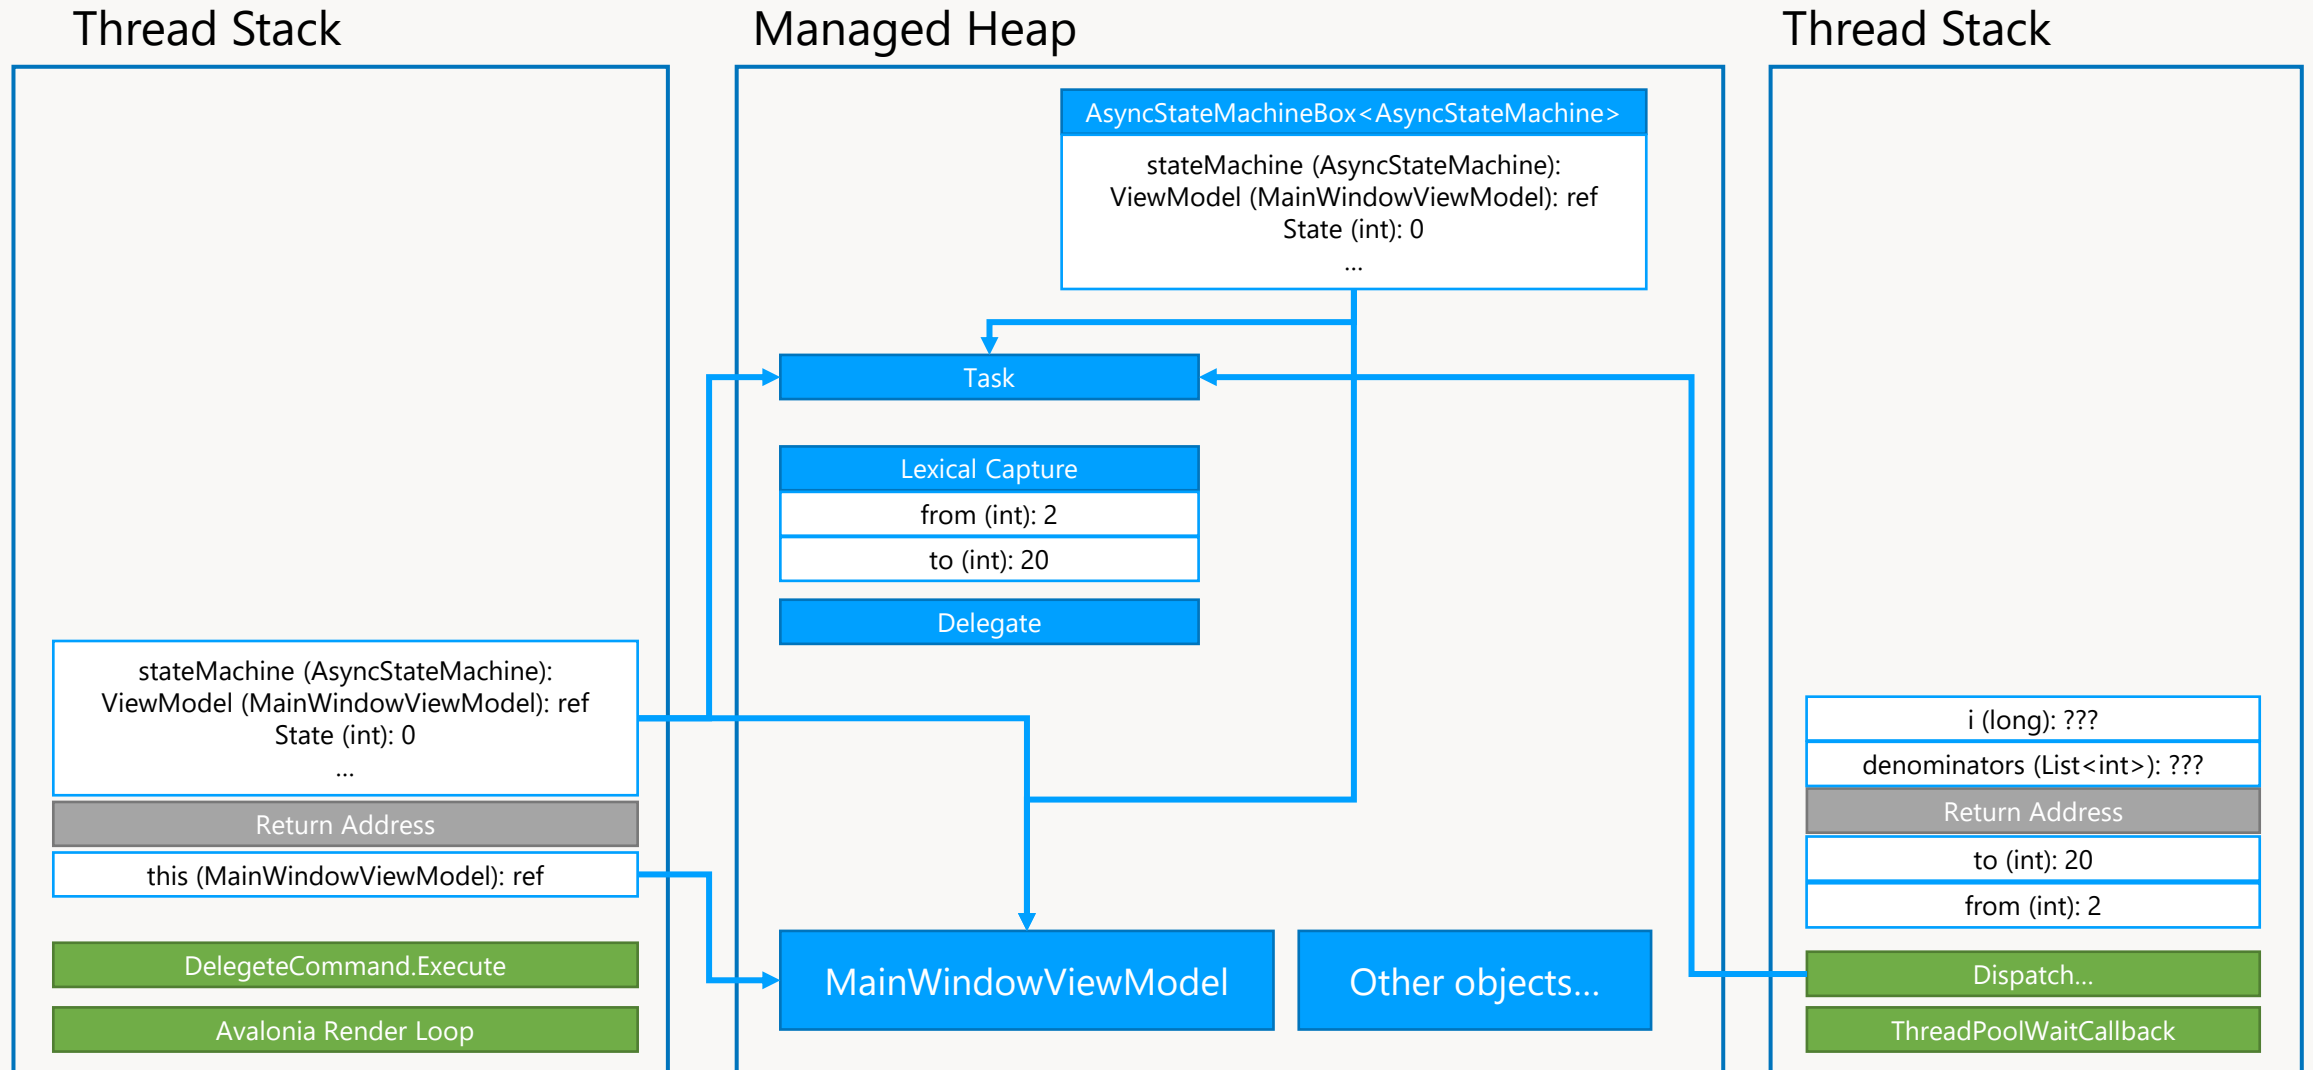 Thread Stack
Managed Heap
Thread Stack
AsyncStateMachineBox<AsyncStateMachine>
stateMachine (AsyncStateMachine):
ViewModel (MainWindowViewModel): ref
State (int): 0
...
Task
Lexical Capture
from (int): 2
to (int): 20
Delegate
stateMachine (AsyncStateMachine):
ViewModel (MainWindowViewModel): ref
State (int): 0
...
Return Address
this (MainWindowViewModel): ref
DelegeteCommand.Execute
Avalonia Render Loop
MainWindowViewModel
Other objects...
i (long): ???
denominators (List<int>): ???
Return Address
to (int): 20
from (int): 2
Dispatch...
ThreadPoolWaitCallback